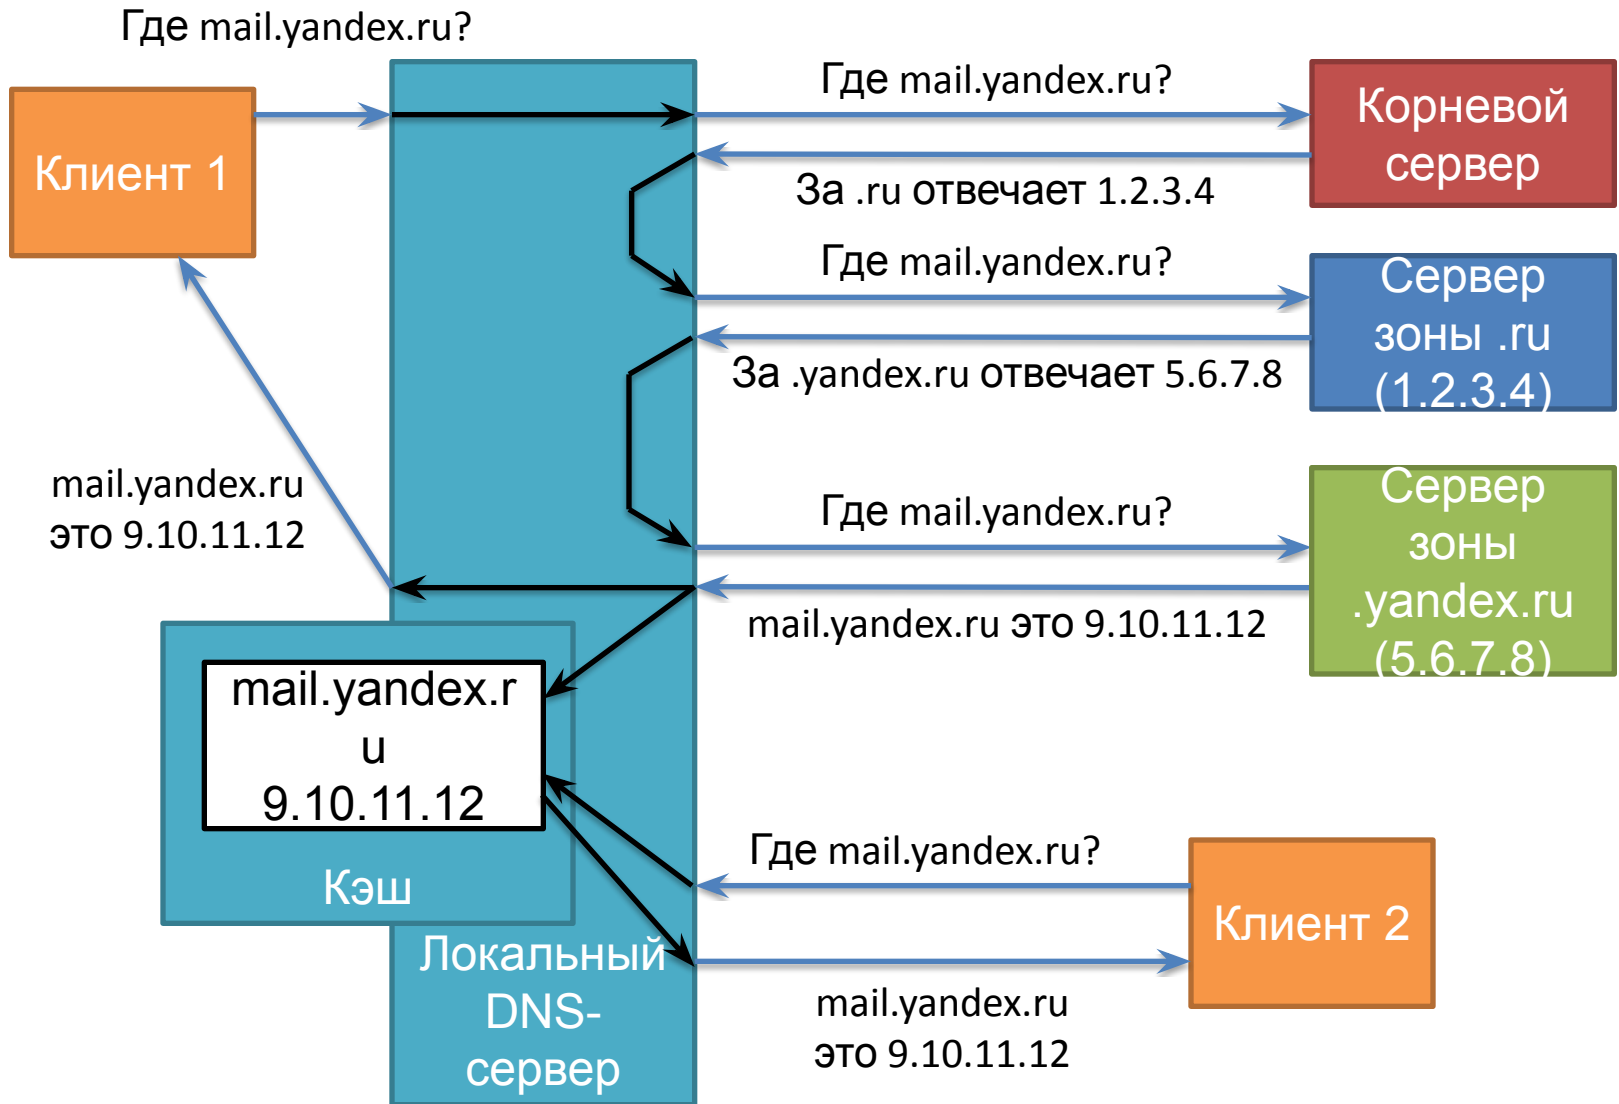 Где mail.yandex.ru?
Клиент 1
Где mail.yandex.ru?
Корневой
сервер
За .ru отвечает 1.2.3.4
Где mail.yandex.ru?
Сервер
зоны .ru
(1.2.3.4)
За .yandex.ru отвечает 5.6.7.8
mail.yandex.ru
это 9.10.11.12
Где mail.yandex.ru?
Сервер
зоны
.yandex.ru
(5.6.7.8)
mail.yandex.ru это 9.10.11.12
mail.yandex.r
u
9.10.11.12
Кэш
Где mail.yandex.ru?
Клиент 2
Локальный
DNS-
сервер
mail.yandex.ru
это 9.10.11.12